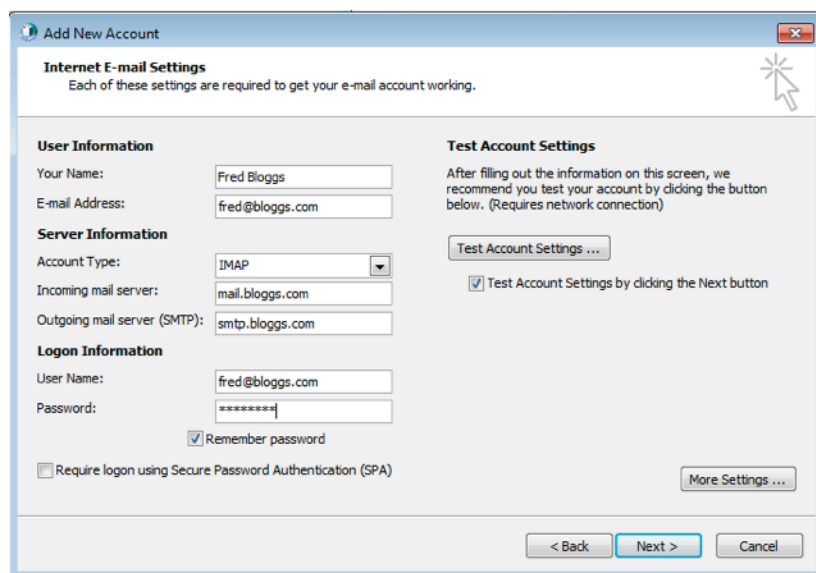 Add New Account
Internet E-mail Settings
Each of these settings are required to get your e-mail account working.
User Information
Your Name: Fred Bloggs
E-mail Address: fred@bloggs.com
Server Information
Account Type: IMAP
Incoming mail server: mail.bloggs.com
Outgoing mail server (SMTP): smtp.bloggs.com
Logon Information
User Name: fred@bloggs.com
Password: ********
Remember password
Require logon using Secure Password Authentication (SPA)
Test Account Settings
After filling out the information on this screen, we
recommend you test your account by clicking the button
below. (Requires network connection)
Test Account Settings ...
Test Account Settings by clicking the Next button
More Settings ...
< Back Next > Cancel